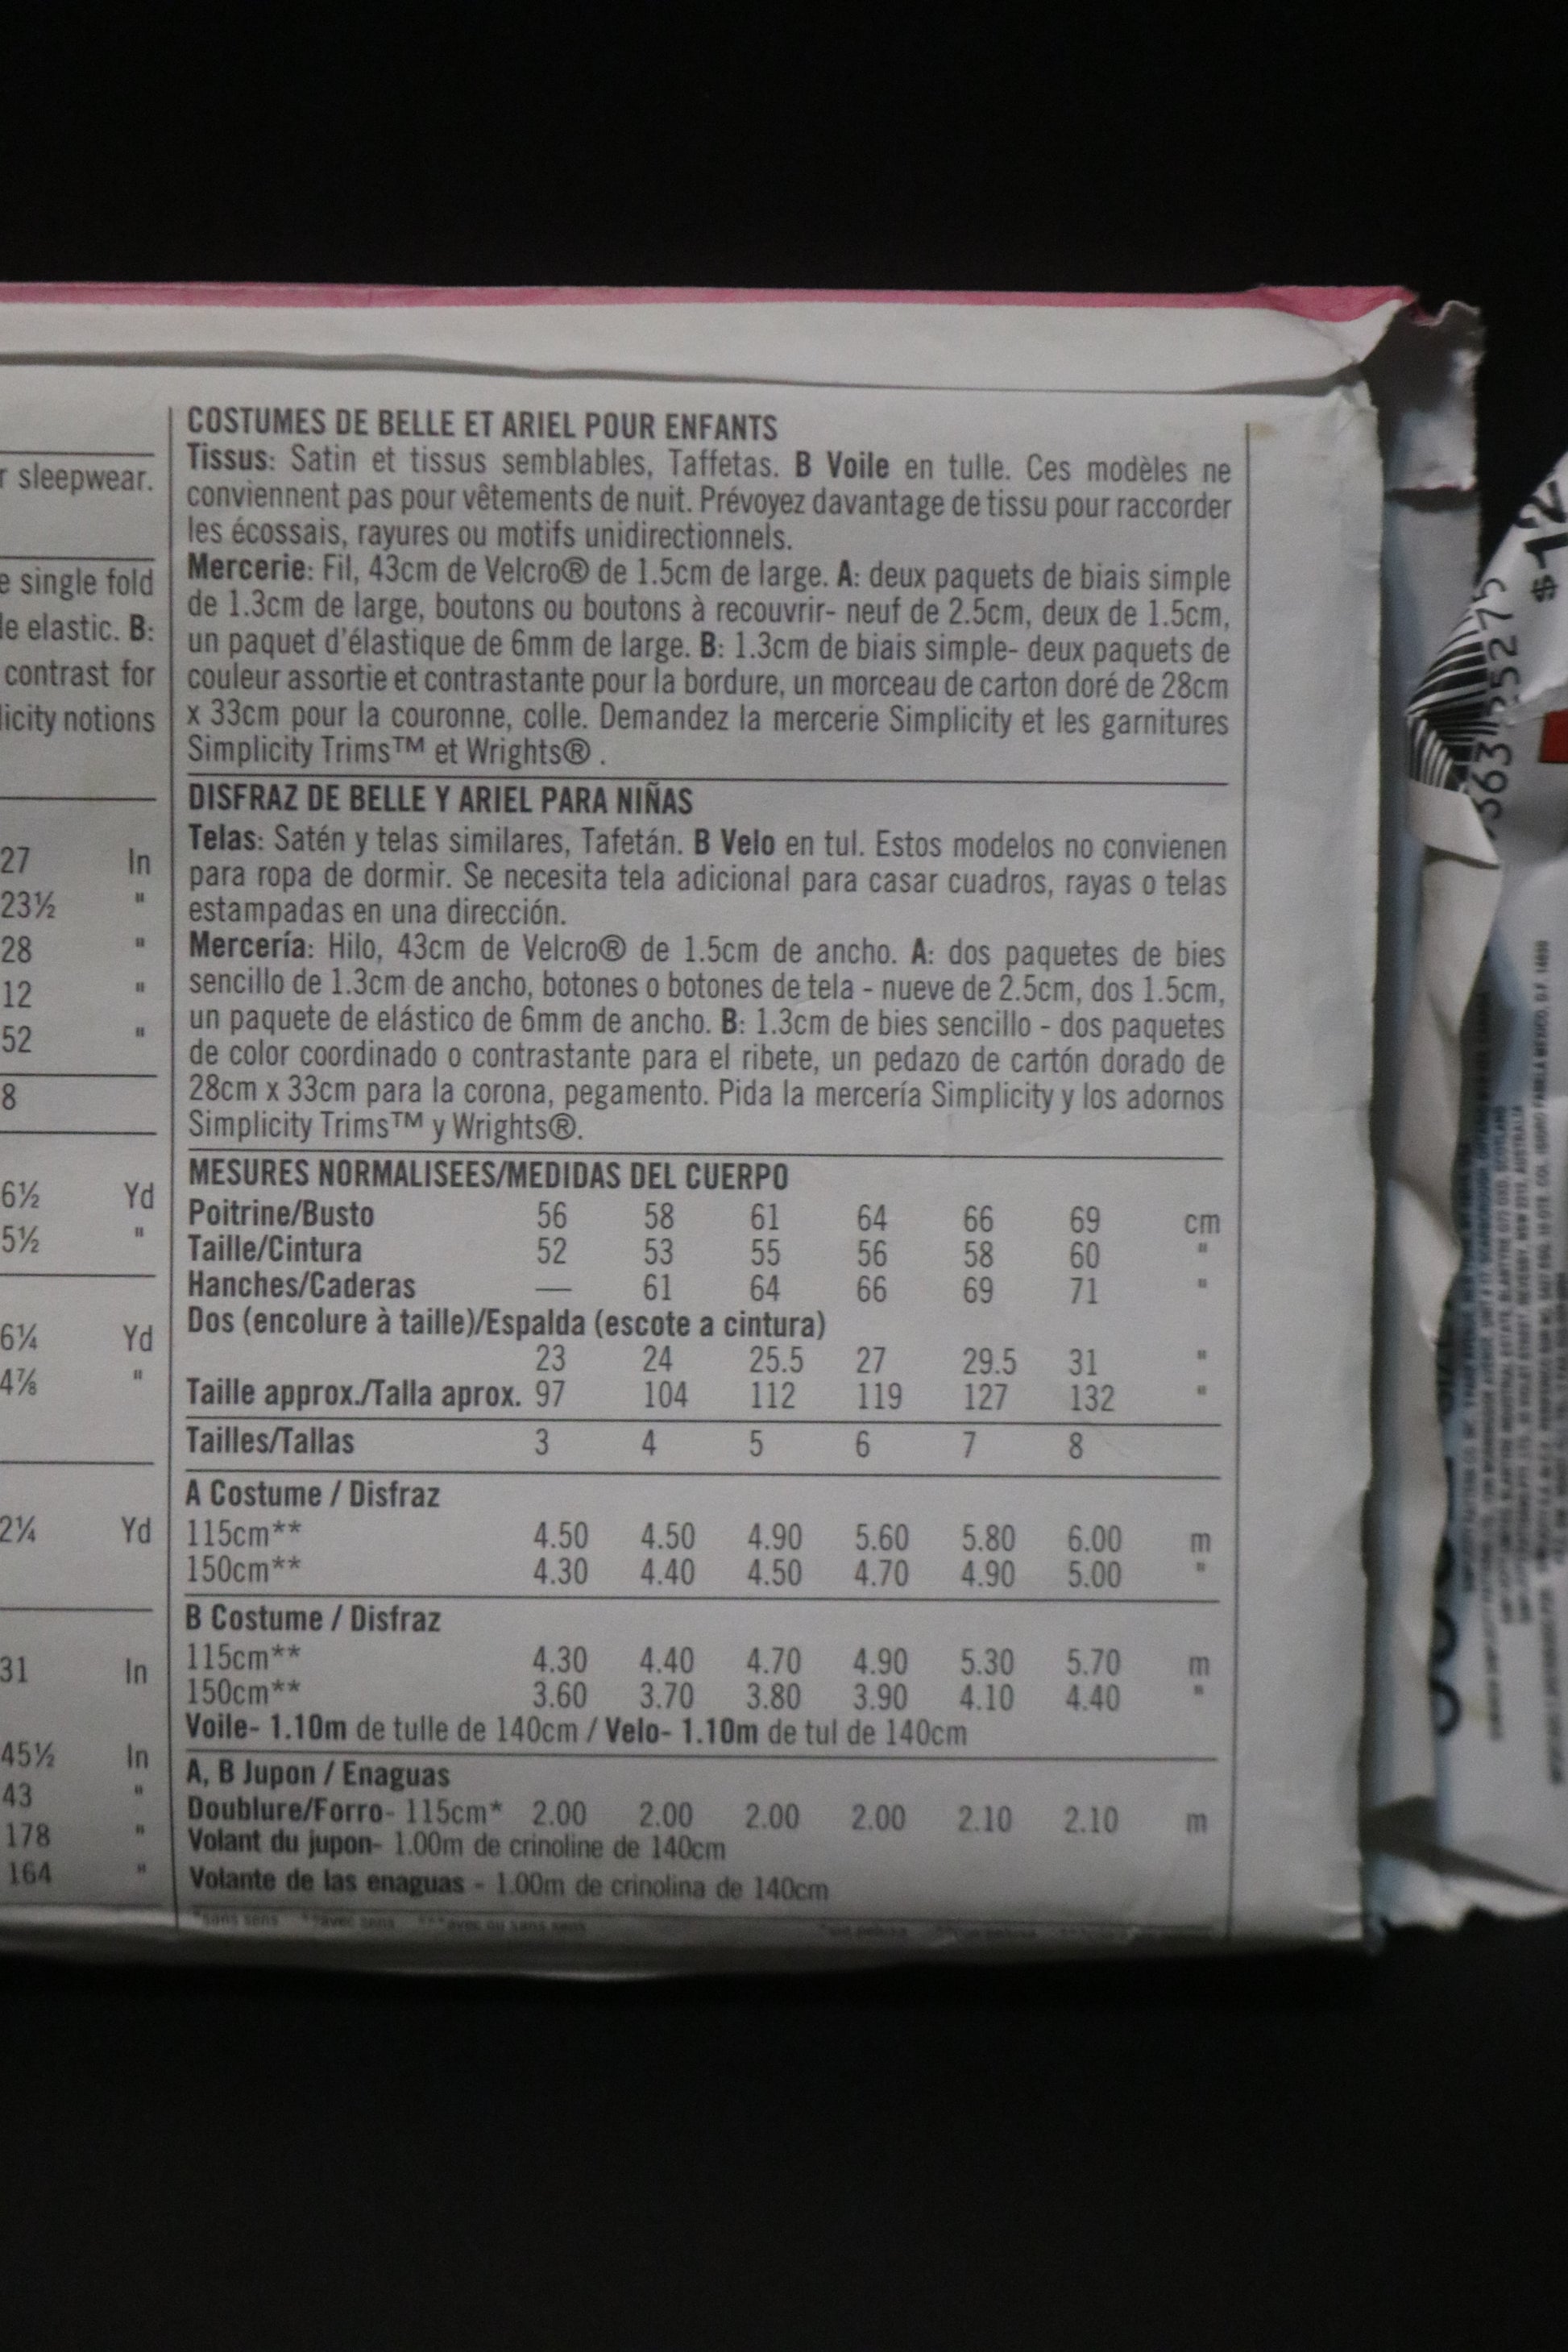 r sleepwear.
e single fold
le elastic. B:
contrast for
licity notions
27 In
23½ "
28 "
12 "
52 "
8
6½ Yd
5½ "
6¼ Yd
4⅞ "
2¼ Yd
31 In
45½ In
43 "
178 "
164 "
COSTUMES DE BELLE ET ARIEL POUR ENFANTS
Tissus: Satin et tissus semblables, Taffetas. B Voile en tulle. Ces modèles ne
conviennent pas pour vêtements de nuit. Prévoyez davantage de tissu pour raccorder
les écossais, rayures ou motifs unidirectionnels.
Mercerie: Fil, 43cm de Velcro® de 1.5cm de large. A: deux paquets de biais simple
de 1.3cm de large, boutons ou boutons à recouvrir- neuf de 2.5cm, deux de 1.5cm,
un paquet d'élastique de 6mm de large. B: 1.3cm de biais simple- deux paquets de
couleur assortie et contrastante pour la bordure, un morceau de carton doré de 28cm
x 33cm pour la couronne, colle. Demandez la mercerie Simplicity et les garnitures
Simplicity Trims™ et Wrights® .
DISFRAZ DE BELLE Y ARIEL PARA NIÑAS
Telas: Satén y telas similares, Tafetán. B Velo en tul. Estos modelos no convienen
para ropa de dormir. Se necesita tela adicional para casar cuadros, rayas o telas
estampadas en una dirección.
Mercería: Hilo, 43cm de Velcro® de 1.5cm de ancho. A: dos paquetes de bies
sencillo de 1.3cm de ancho, botones o botones de tela - nueve de 2.5cm, dos 1.5cm,
un paquete de elástico de 6mm de ancho. B: 1.3cm de bies sencillo - dos paquetes
de color coordinado o contrastante para el ribete, un pedazo de cartón dorado de
28cm x 33cm para la corona, pegamento. Pida la mercería Simplicity y los adornos
Simplicity Trims™ y Wrights®.
MESURES NORMALISEES/MEDIDAS DEL CUERPO
Poitrine/Busto 56 58 61 64 66 69 cm
Taille/Cintura 52 53 55 56 58 60 "
Hanches/Caderas — 61 64 66 69 71 "
Dos (encolure à taille)/Espalda (escote a cintura)
23 24 25.5 27 29.5 31 "
Taille approx./Talla aprox. 97 104 112 119 127 132 "
Tailles/Tallas 3 4 5 6 7 8
A Costume / Disfraz
115cm** 4.50 4.50 4.90 5.60 5.80 6.00 m
150cm** 4.30 4.40 4.50 4.70 4.90 5.00 "
B Costume / Disfraz
115cm** 4.30 4.40 4.70 4.90 5.30 5.70 m
150cm** 3.60 3.70 3.80 3.90 4.10 4.40 "
Voile- 1.10m de tulle de 140cm / Velo- 1.10m de tul de 140cm
A, B Jupon / Enaguas
Doublure/Forro- 115cm* 2.00 2.00 2.00 2.00 2.10 2.10 m
Volant du jupon- 1.00m de crinoline de 140cm
Volante de las enaguas - 1.00m de crinolina de 140cm
*sans sens **avec sens ***avec ou sans sens
$12
363 25275